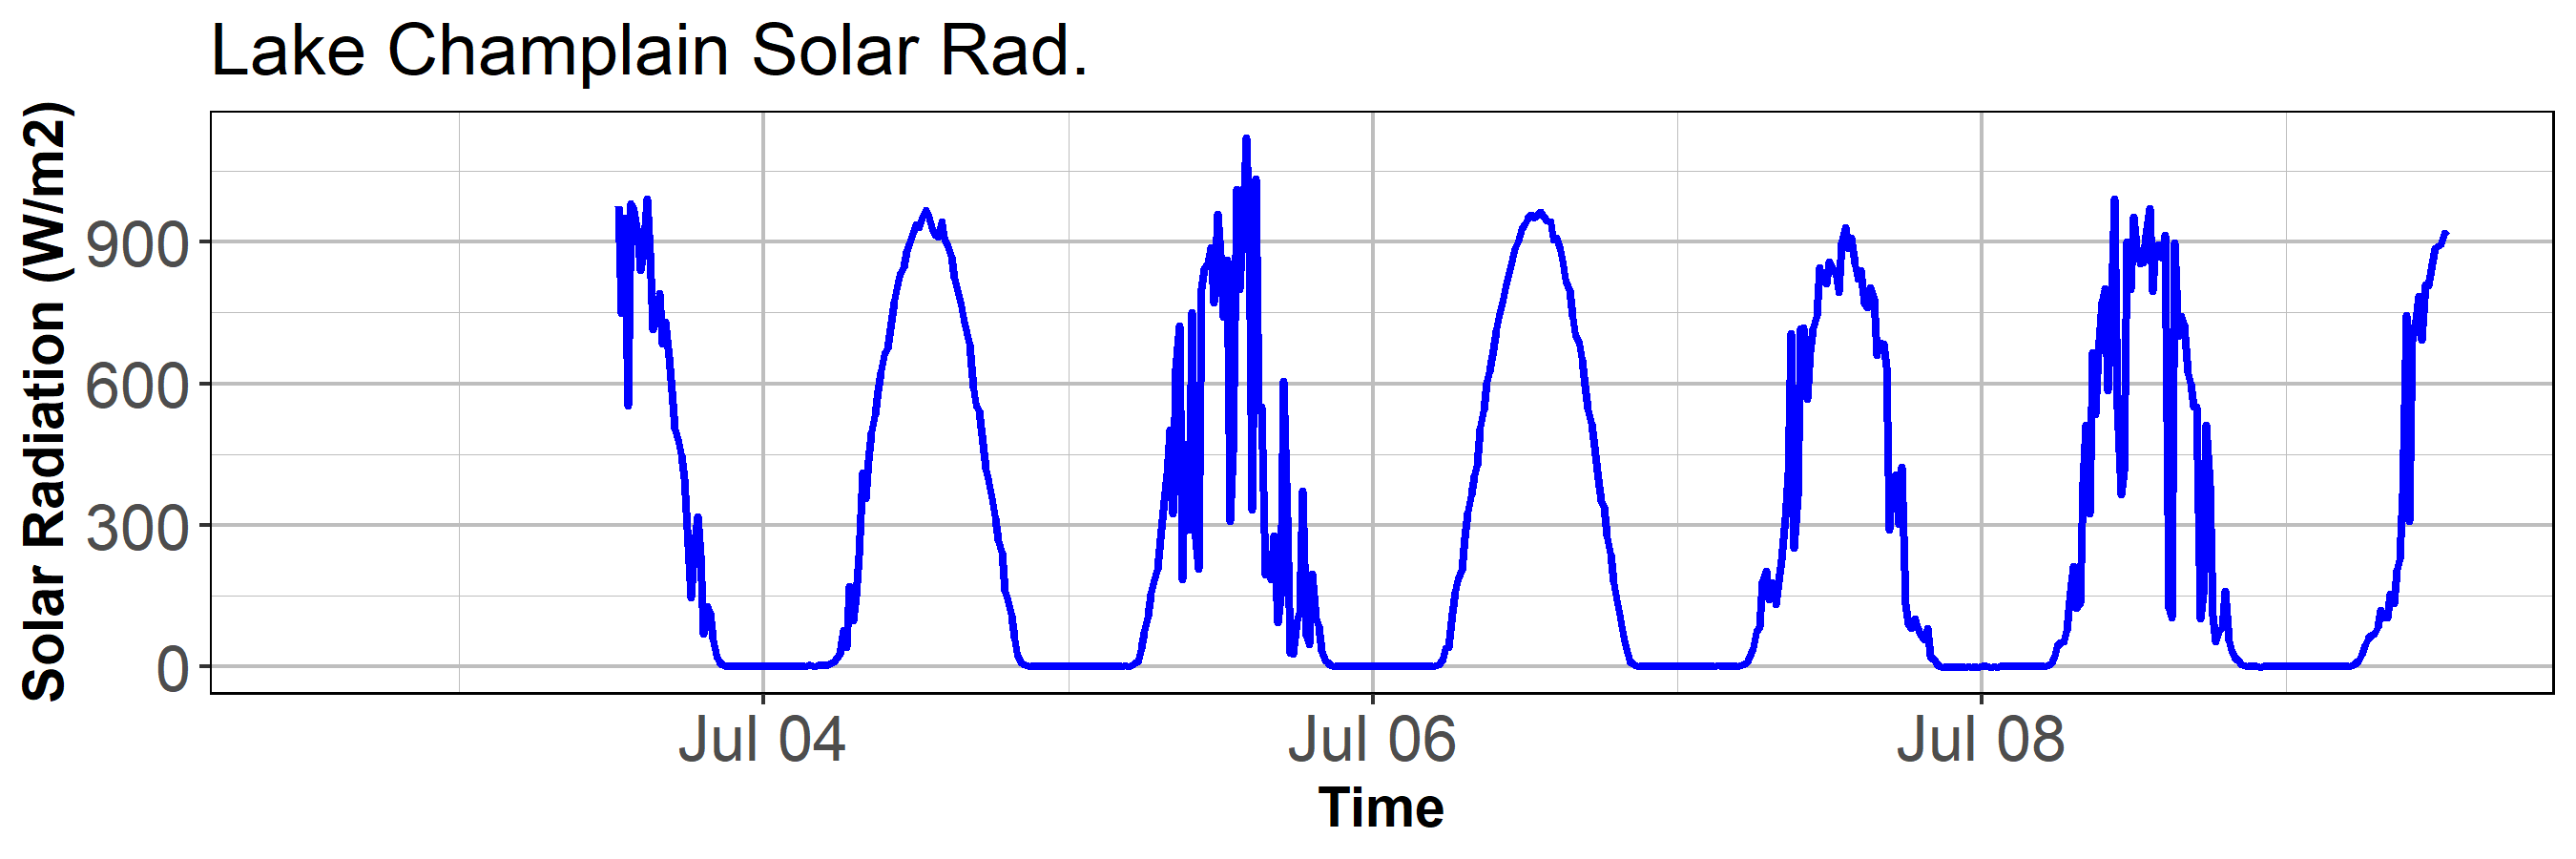 Lake Champlain Solar Rad.
Solar Radiation (W/m2)
900
600
300
0
Jul 04 Jul 06 Jul 08
Time